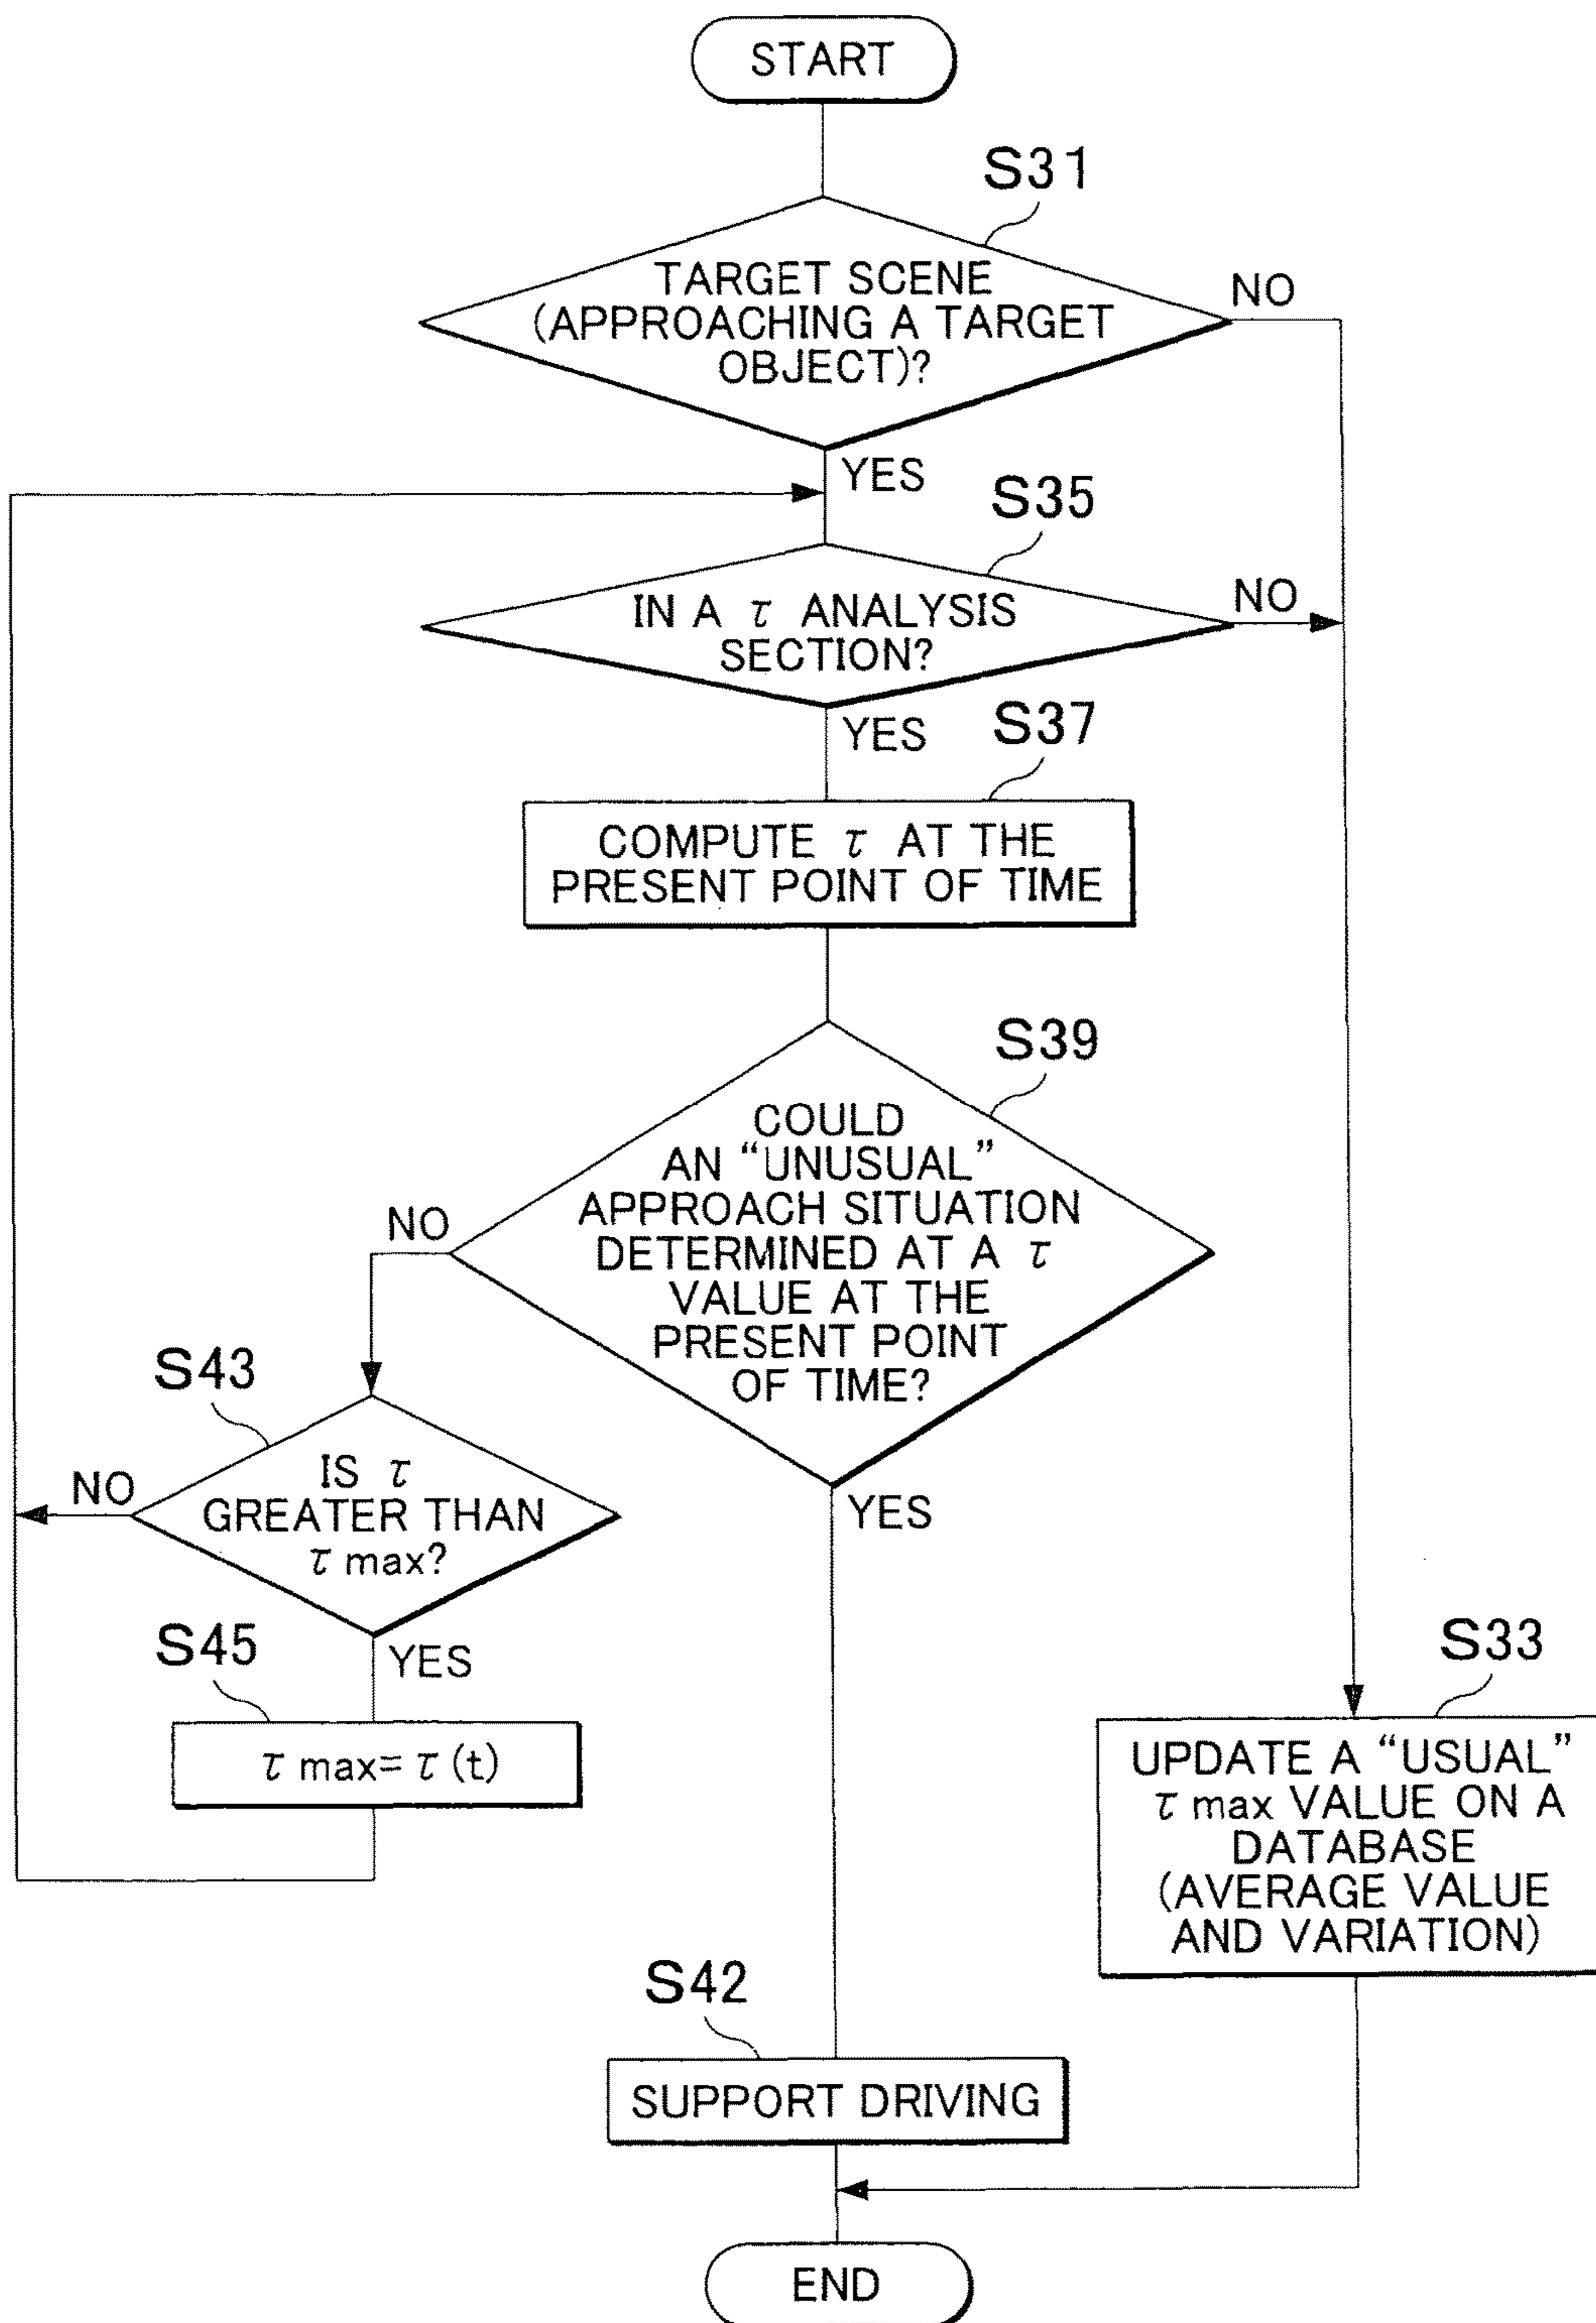 START
S31
TARGET SCENE
(APPROACHING A TARGET
OBJECT)?
NO
YES
S35
IN A τ ANALYSIS
SECTION?
NO
YES
S37
COMPUTE τ AT THE
PRESENT POINT OF TIME
S39
COULD
AN “UNUSUAL”
APPROACH SITUATION
DETERMINED AT A τ
VALUE AT THE
PRESENT POINT
OF TIME?
NO
YES
S43
IS τ
GREATER THAN
τ max?
NO
YES
S45
τ max= τ (t)
S33
UPDATE A “USUAL”
τ max VALUE ON A
DATABASE
(AVERAGE VALUE
AND VARIATION)
S42
SUPPORT DRIVING
END